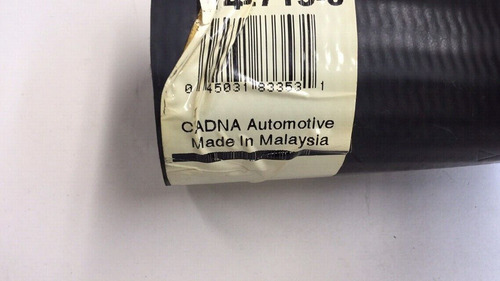 0 45031 83353 1
CADNA Automotive
Made In Malaysia